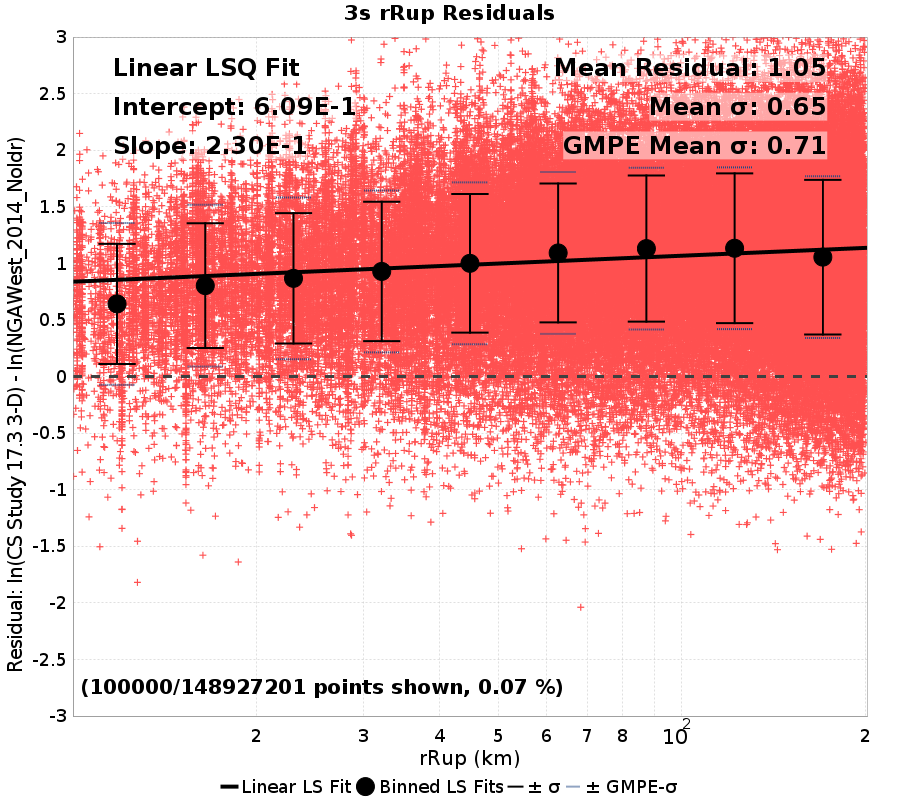 3s rRup Residuals
Linear LSQ Fit
Intercept: 6.09E-1
Slope: 2.30E-1
Mean Residual: 1.05
Mean σ: 0.65
GMPE Mean σ: 0.71
Residual: ln(CS Study 17.3 3-D) - ln(NGAWest_2014_NoIdr)
3
2.5
2
1.5
1
0.5
0
-0.5
-1
-1.5
-2
-2.5
-3
(100000/148927201 points shown, 0.07 %)
2 3 4 5 6 7 8 10² 2
rRup (km)
Linear LS Fit Binned LS Fits ± σ ± GMPE-σ